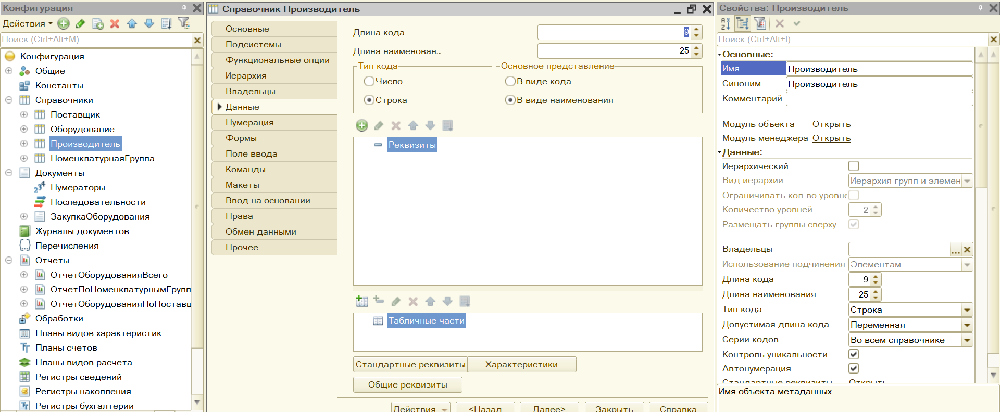 Конфигурация
Действия
Поиск (Ctrl+Alt+M)
Конфигурация
Общие
Константы
Справочники
Поставщик
Оборудование
Производитель
НоменклатурнаяГруппа
Документы
Нумераторы
Последовательности
ЗакупкаОборудования
Журналы документов
Перечисления
Отчеты
ОтчетОборудованияВсего
ОтчетПоНоменклатурнымГрупп
ОтчетОборудованияПоПостащ
Обработки
Планы видов характеристик
Планы счетов
Планы видов расчета
Регистры сведений
Регистры накопления
Регистры бухгалтерии
Справочник Производитель
Основные
Подсистемы
Функциональные опции
Иерархия
Владельцы
Данные
Нумерация
Формы
Поле ввода
Команды
Макеты
Ввод на основании
Права
Обмен данными
Прочее
Длина кода 9
Длина наименован... 25
Тип кода
Число
Строка
Основное представление
В виде кода
В виде наименования
Реквизиты
Табличные части
Стандартные реквизиты Характеристики
Общие реквизиты
Действия <Назад Далее> Закрыть Справка
Свойства: Производитель
Поиск (Ctrl+Alt+I)
Основные:
Имя Производитель
Синоним Производитель
Комментарий
Модуль объекта Открыть
Модуль менеджера Открыть
Данные:
Иерархический
Вид иерархии Иерархия групп и элемен
Ограничивать кол-во уровне
Количество уровней 2
Размещать группы сверху
Владельцы ...
Использование подчинения Элементам
Длина кода 9
Длина наименования 25
Тип кода Строка
Допустимая длина кода Переменная
Серии кодов Во всем справочнике
Контроль уникальности
Автонумерация
Стандартные реквизиты Открыть
Имя объекта метаданных